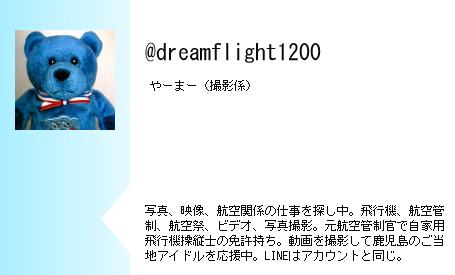 @dreamflight1200
やーまー（撮影係）
写真、映像、航空関係の仕事を探し中。飛行機、航空管
制、航空祭、ビデオ、写真撮影。元航空管制官で自家用
飛行機操縦士の免許持ち。動画を撮影して鹿児島のご当
地アイドルを応援中。LINEIはアカウントと同じ。